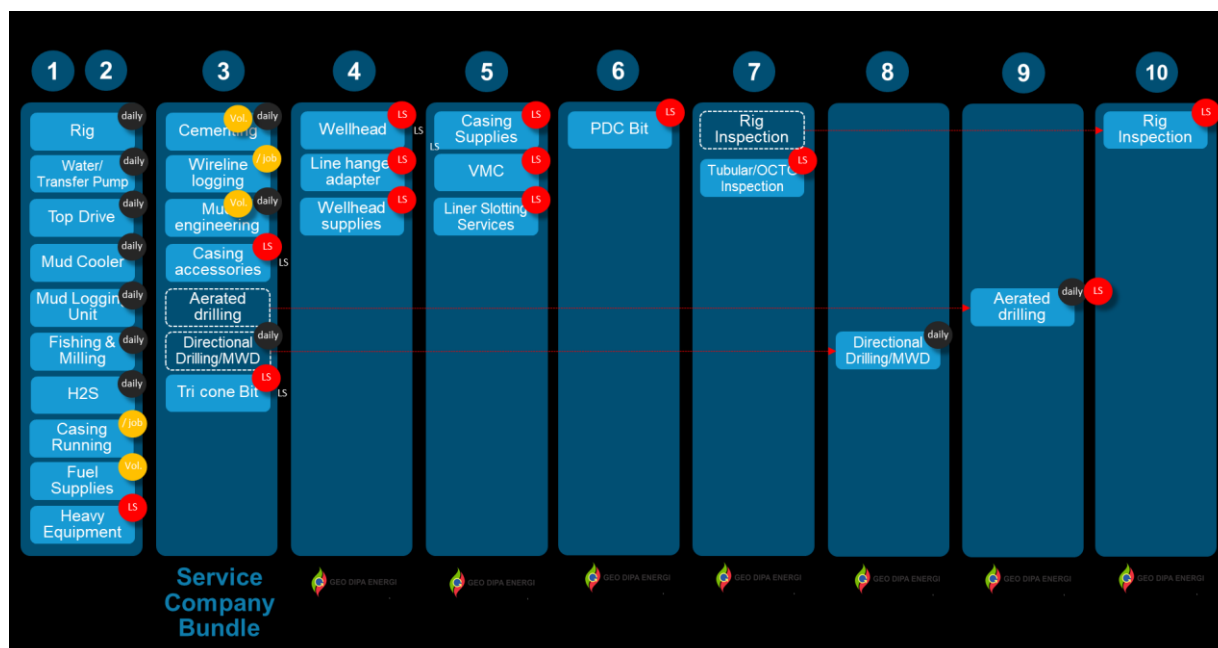 1 2 3 4 5 6 7 8 9 10
Rig
daily
Water/
Transfer Pump
daily
Top Drive
daily
Mud Cooler
daily
Mud Logging
Unit
daily
Fishing &
Milling
daily
H2S
daily
Casing
Running
/ job
Fuel
Supplies
Vol.
Heavy
Equipment
LS
Cementing
Vol.
daily
Wireline
logging
/ job
Mud
engineering
Vol.
daily
Casing
accessories
LS
LS
Aerated
drilling
Directional
Drilling/MWD
daily
Tri cone Bit
LS
LS
Service
Company
Bundle
Wellhead
LS
LS
Line hanger
adapter
LS
Wellhead
supplies
LS
GEO DIPA ENERGI
Casing
Supplies
LS
LS
VMC
LS
Liner Slotting
Services
LS
GEO DIPA ENERGI
PDC Bit
LS
GEO DIPA ENERGI
Rig
Inspection
Tubular/OCTG
Inspection
LS
GEO DIPA ENERGI
Directional
Drilling/MWD
daily
GEO DIPA ENERGI
Aerated
drilling
daily
LS
GEO DIPA ENERGI
Rig
Inspection
LS
GEO DIPA ENERGI